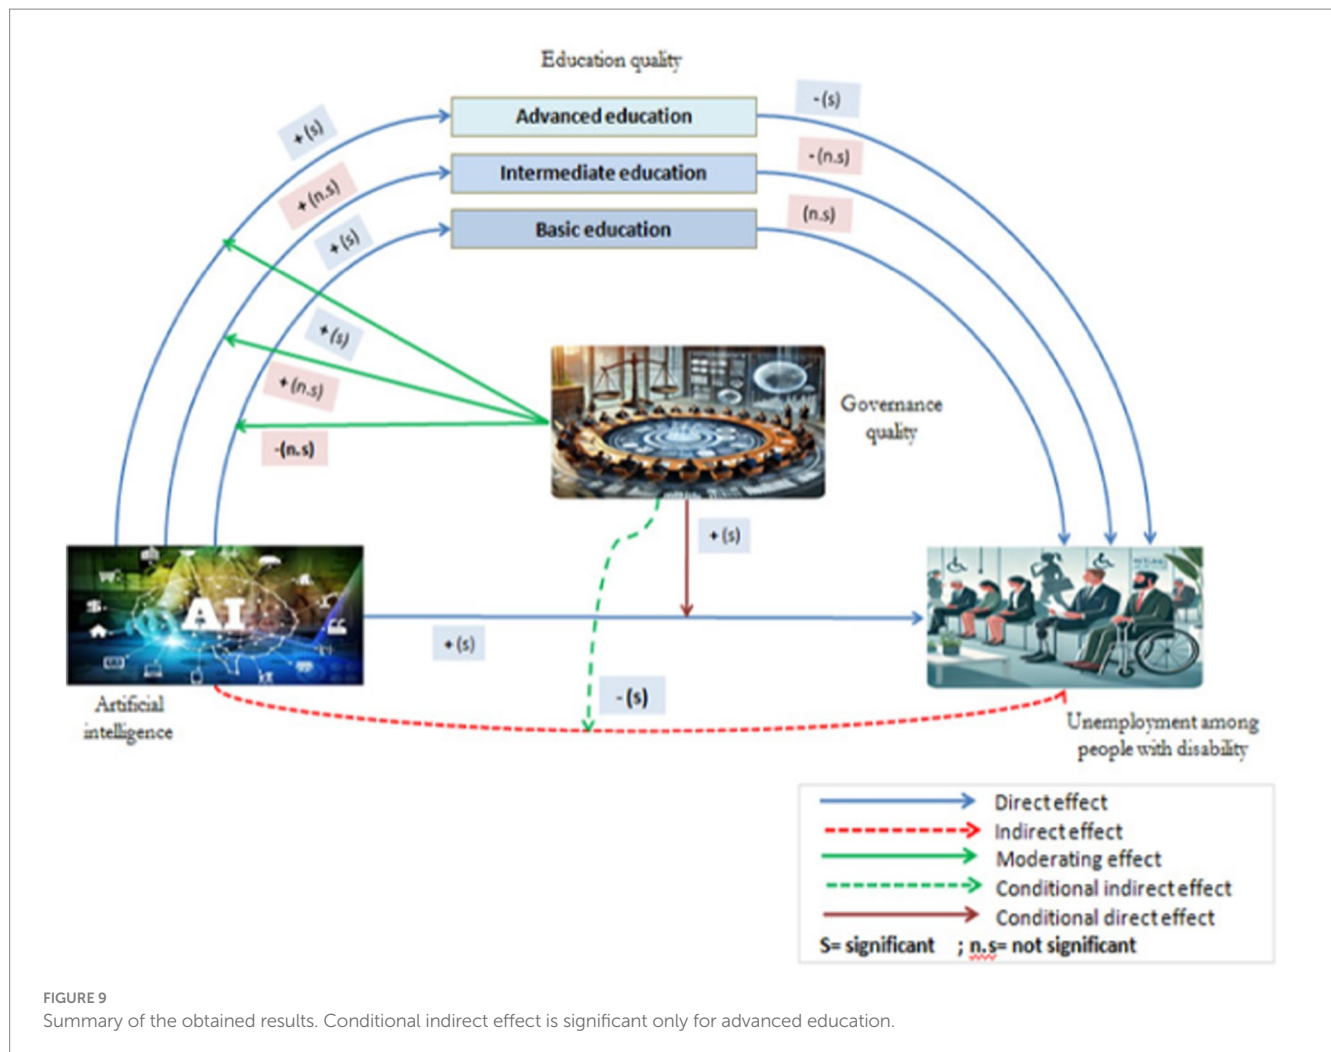 Education quality
Advanced education
Intermediate education
Basic education
+ (s)
+ (n.s)
+ (s)
- (s)
- (n.s)
(n.s)
+ (s)
+ (n.s)
-(n.s)
Governance
quality
+ (s)
+ (s)
- (s)
AI
Artificial
intelligence
Unemployment among
people with disability
Direct effect
Indirect effect
Moderating effect
Conditional indirect effect
Conditional direct effect
S= significant ; n.s= not significant
FIGURE 9
Summary of the obtained results. Conditional indirect effect is significant only for advanced education.